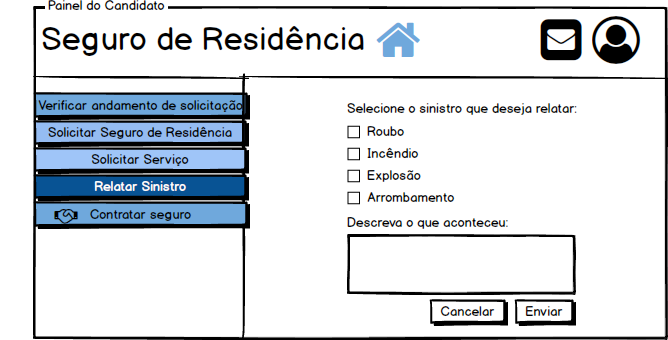 Painel do Candidato
Seguro de Residência
Verificar andamento de solicitação
Solicitar Seguro de Residência
Solicitar Serviço
Relatar Sinistro
Contratar seguro
Selecione o sinistro que deseja relatar:
Roubo
Incêndio
Explosão
Arrombamento
Descreva o que aconteceu:
Cancelar
Enviar